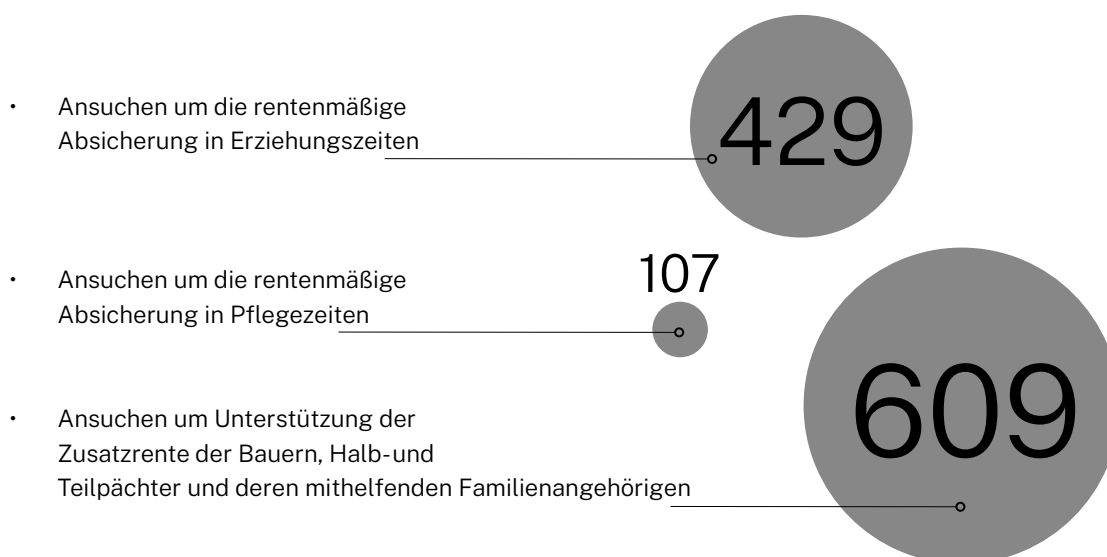 • Ansuchen um die rentenmäßige
Absicherung in Erziehungszeiten
429
• Ansuchen um die rentenmäßige
Absicherung in Pflegezeiten
107
• Ansuchen um Unterstützung der
Zusatzrente der Bauern, Halb-und
Teilpächter und deren mithelfenden Familienangehörigen
609